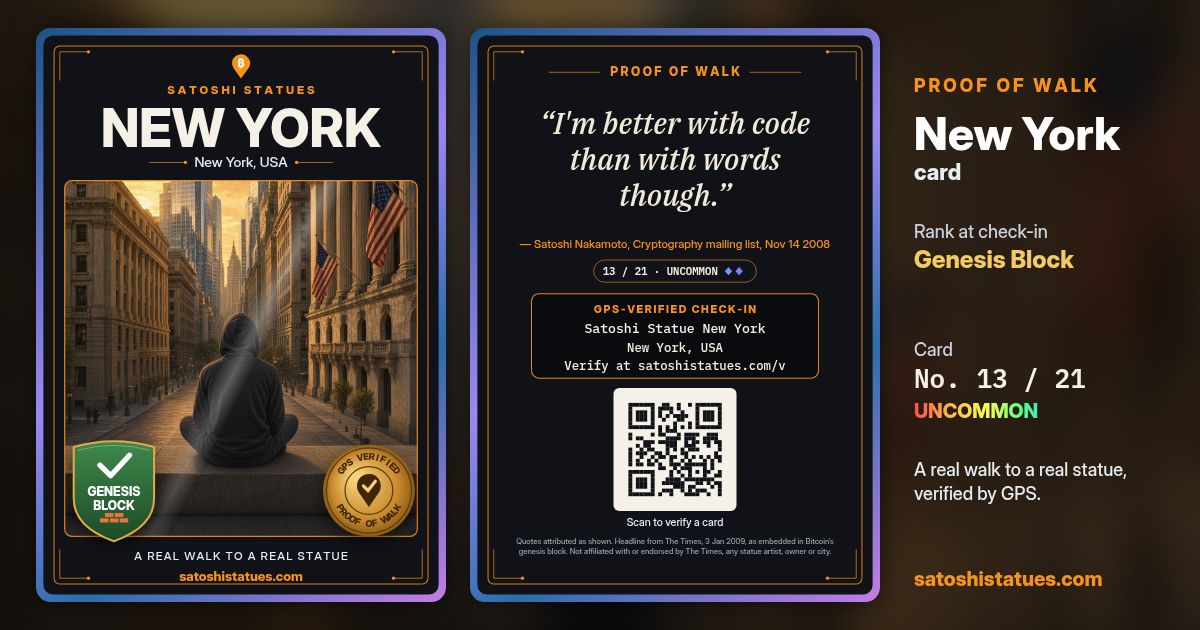 ₿
SATOSHI STATUES
NEW YORK
New York, USA
GENESIS
BLOCK
GPS VERIFIED
PROOF OF WALK
A REAL WALK TO A REAL STATUE
satoshistatues.com
PROOF OF WALK
“I'm better with code
than with words
though.”
— Satoshi Nakamoto, Cryptography mailing list, Nov 14 2008
13 / 21 · UNCOMMON
GPS-VERIFIED CHECK-IN
Satoshi Statue New York
New York, USA
Verify at satoshistatues.com/v
Scan to verify a card
Quotes attributed as shown. Headline from The Times, 3 Jan 2009, as embedded in Bitcoin's
genesis block. Not affiliated with or endorsed by The Times, any statue artist, owner or city.
PROOF OF WALK
New York
card
Rank at check-in
Genesis Block
Card
No. 13 / 21
UNCOMMON
A real walk to a real statue,
verified by GPS.
satoshistatues.com